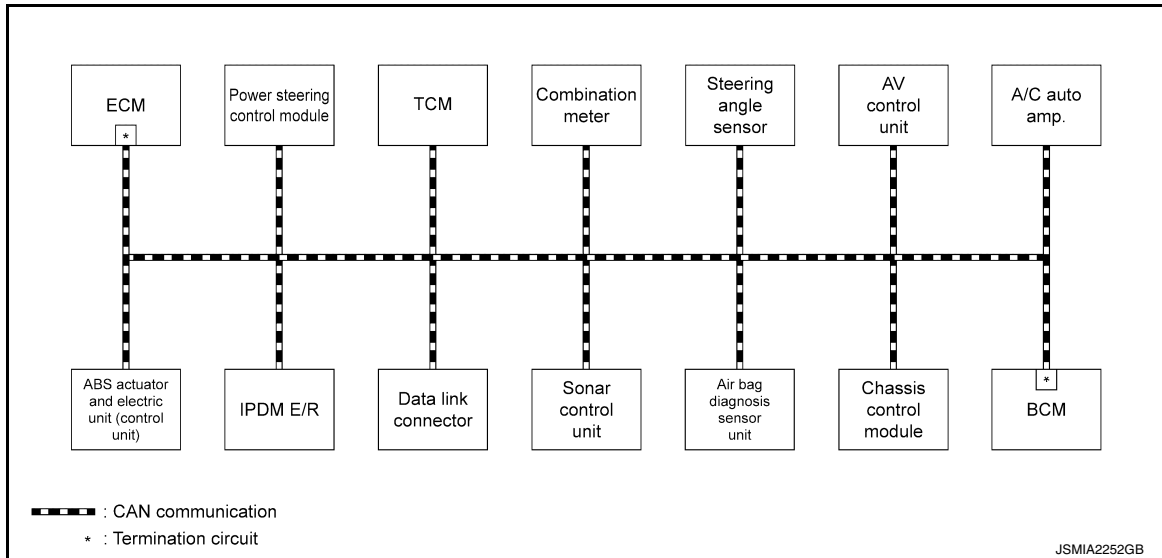 ECM
*
Power steering
control module
TCM
Combination
meter
Steering
angle
sensor
AV
control
unit
A/C auto
amp.
ABS actuator
and electric
unit (control
unit)
IPDM E/R
Data link
connector
Sonar
control
unit
Air bag
diagnosis
sensor
unit
Chassis
control
module
*
BCM
: CAN communication
* : Termination circuit
JSMIA2252GB